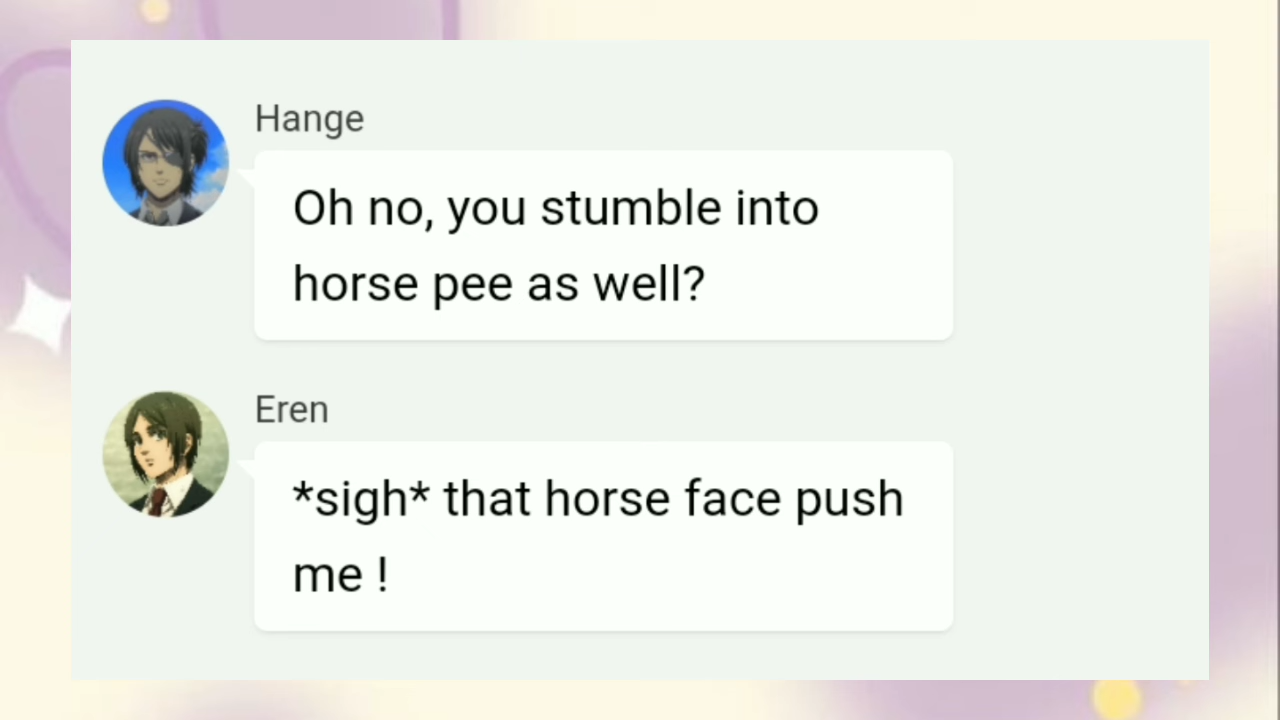 Hange
Oh no, you stumble into
horse pee as well?
Eren
*sigh* that horse face push
me !